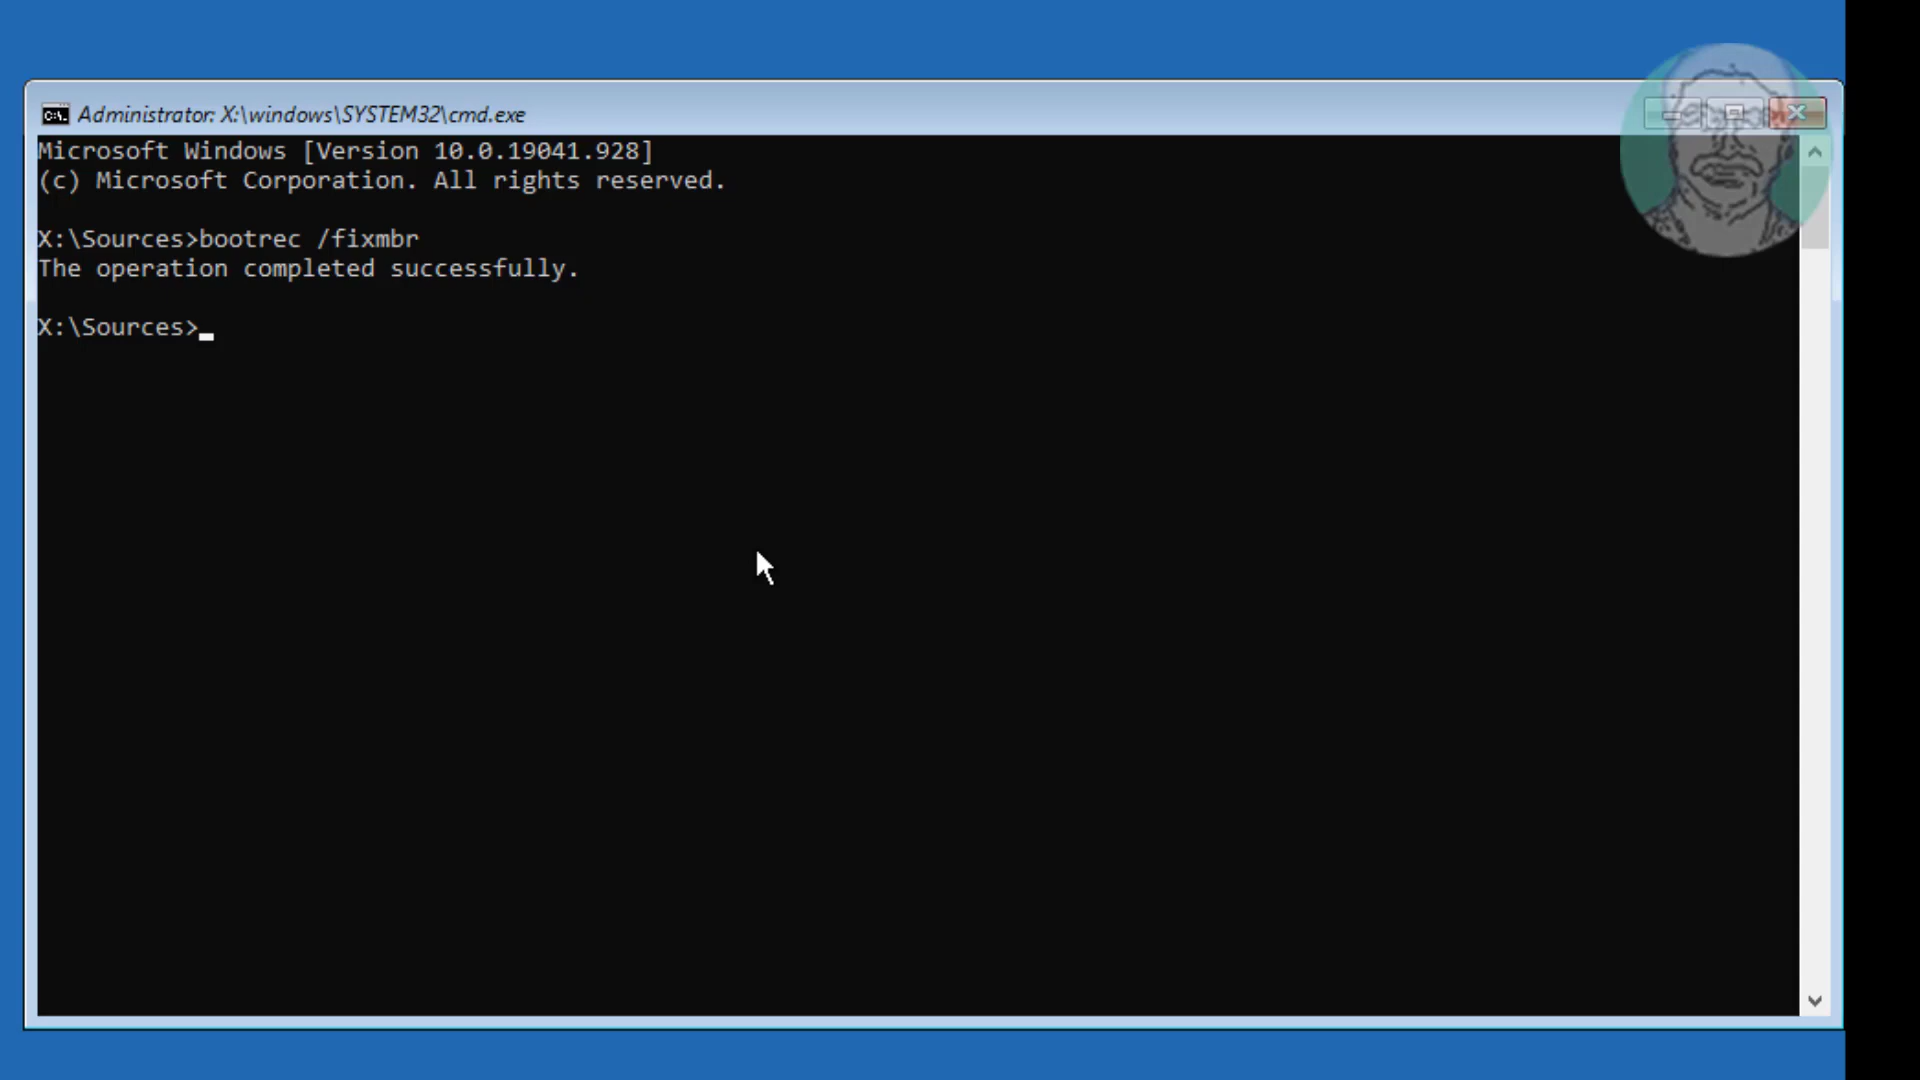 Administrator: X:\windows\SYSTEM32\cmd.exe
Microsoft Windows [Version 10.0.19041.928]
(c) Microsoft Corporation. All rights reserved.
X:\Sources>bootrec /fixmbr
The operation completed successfully.
X:\Sources>